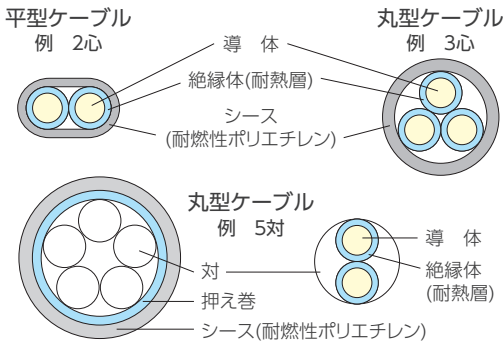 平型ケーブル
例 2心
丸型ケーブル
例 3心
導 体
絶縁体(耐熱層)
シース
(耐燃性ポリエチレン)
丸型ケーブル
例 5対
対
押え巻
シース(耐燃性ポリエチレン)
導 体
絶縁体
(耐熱層)